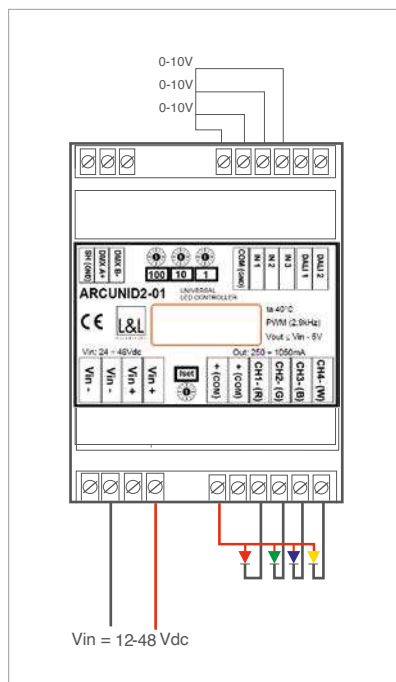 0-10V
0-10V
0-10V
SH (GND)
DMX A+
DMX B-
100 10 1
COM (GND)
IN 1
IN 2
IN 3
DALI 1
DALI 2
ARCUNID2-01
UNIVERSAL
LED CONTROLLER
CE
L&L
ta 40°C
PWM (2,9kHz)
Vout ≤ Vin - 5V
Vin: 24 ÷ 48Vdc
Out: 250 ÷ 1050mA
Vin -
Vin -
Vin +
Vin +
Iset
+ (COM)
+ (COM)
CH1- (R)
CH2- (G)
CH3- (B)
CH4- (W)
Vin = 12-48 Vdc